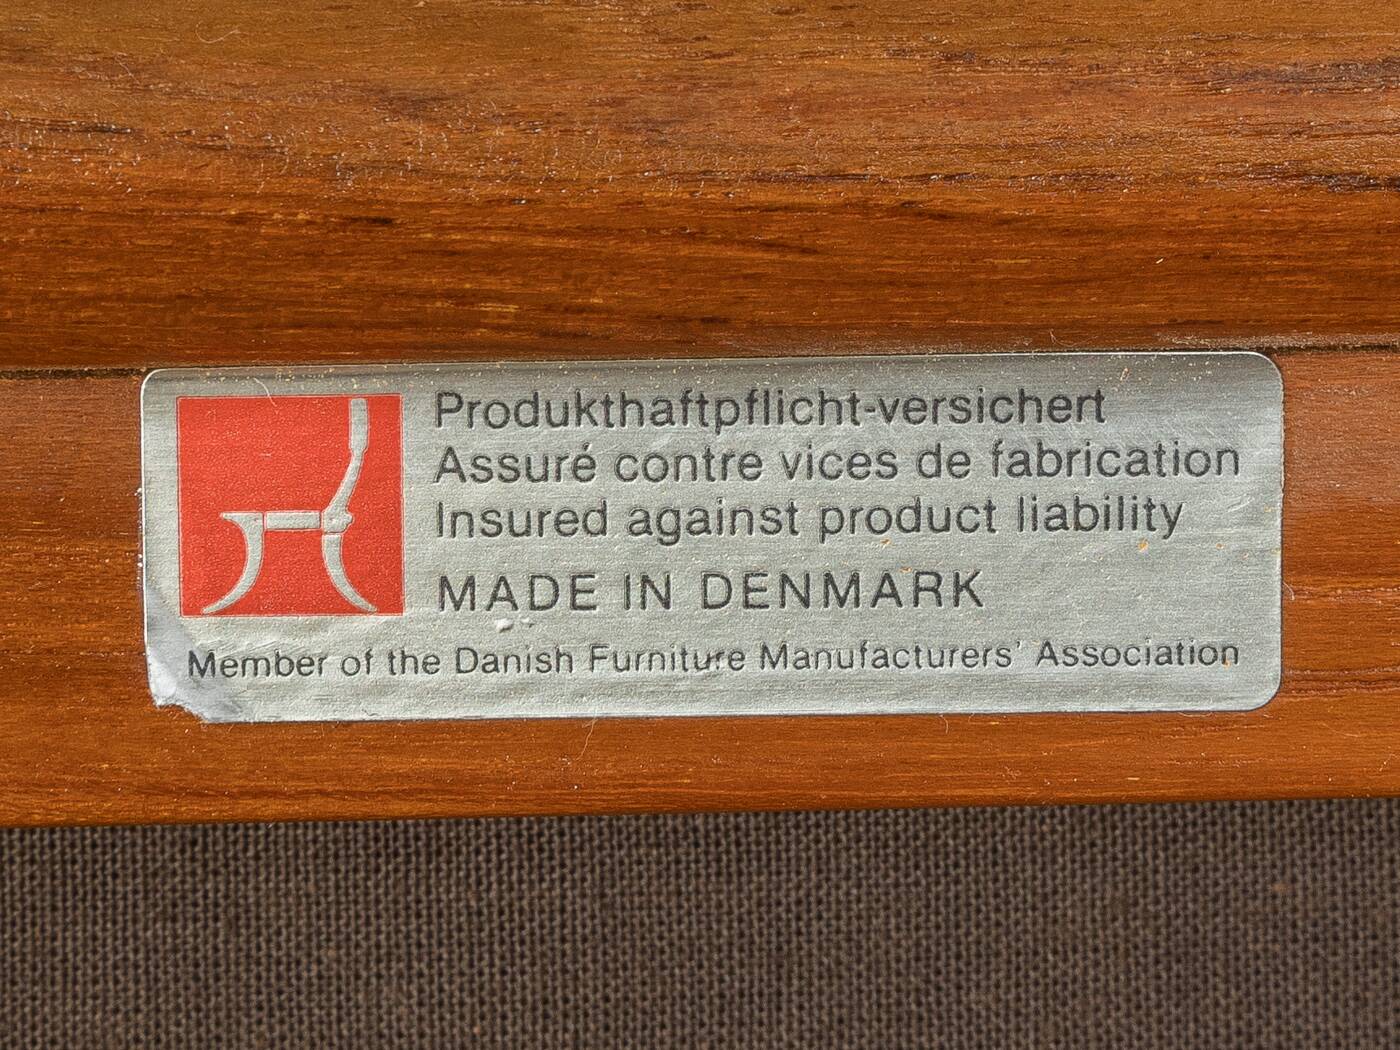 Produkthaftpflicht-versichert
Assuré contre vices de fabrication
Insured against product liability
MADE IN DENMARK
Member of the Danish Furniture Manufacturers' Association